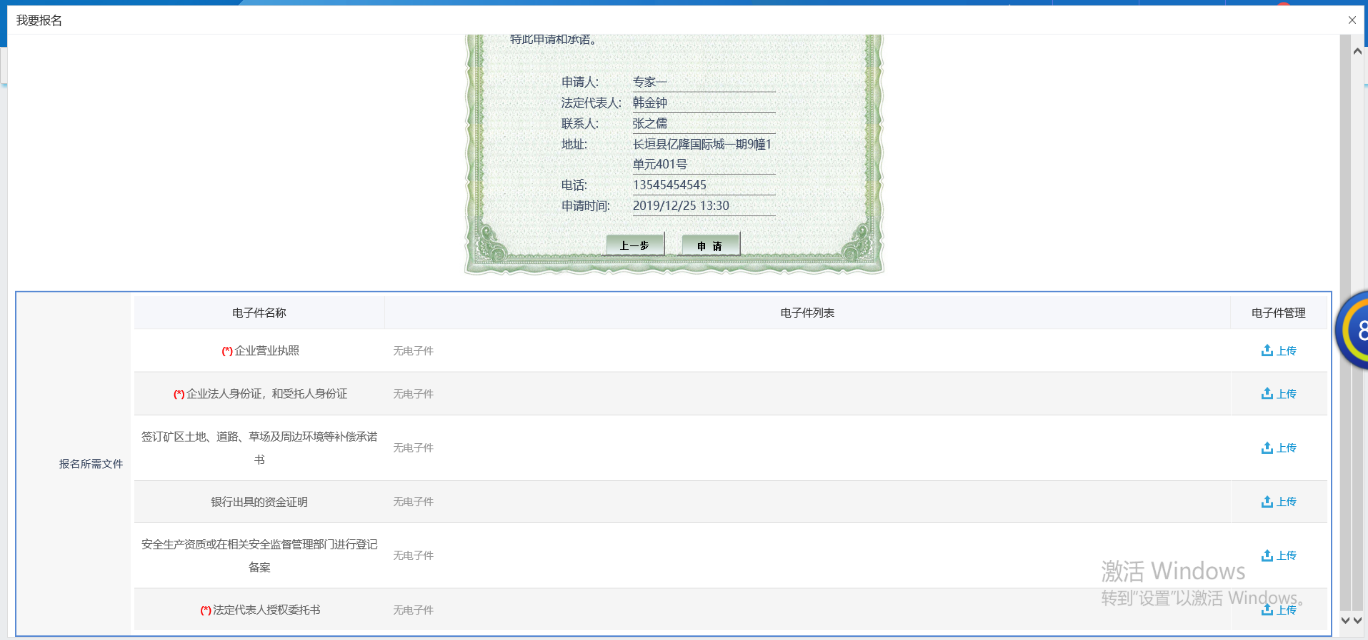 我要报名
特此申请和承诺。
申请人: 专家一
法定代表人: 韩金钟
联系人: 张之儒
地址: 长垣县亿隆国际城一期9幢1
单元401号
电话: 13545454545
申请时间: 2019/12/25 13:30
上一步 申 请
电子件名称 电子件列表 电子件管理
(*)企业营业执照 无电子件 上传
8
(*)企业法人身份证，和受托人身份证 无电子件 上传
签订矿区土地、道路、草场及周边环境等补偿承诺
书
无电子件 上传
报名所需文件
银行出具的资金证明 无电子件 上传
安全生产资质或在相关安全监督管理部门进行登记
备案
无电子件 上传
(*)法定代表人授权委托书 无电子件 上传
激活 Windows
转到"设置"以激活 Windows。